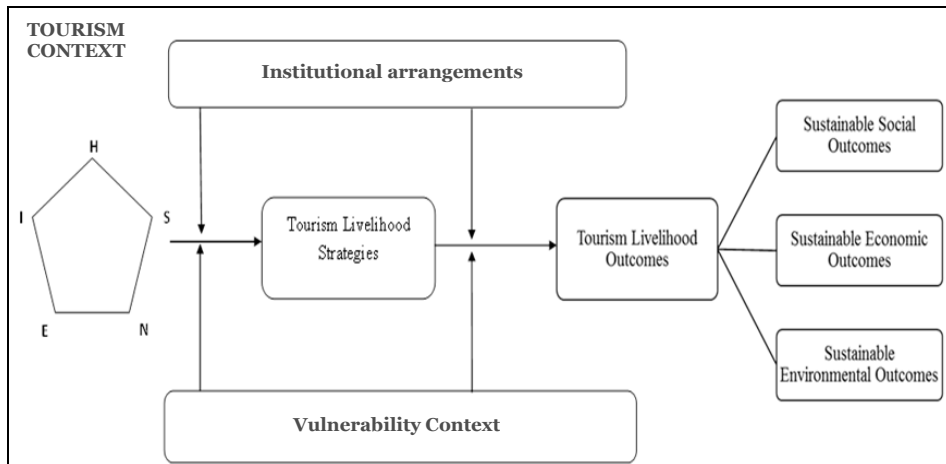 TOURISM
CONTEXT
Institutional arrangements
H
I
S
E
N
Tourism Livelihood
Strategies
Tourism Livelihood
Outcomes
Sustainable Social
Outcomes
Sustainable Economic
Outcomes
Sustainable
Environmental Outcomes
Vulnerability Context